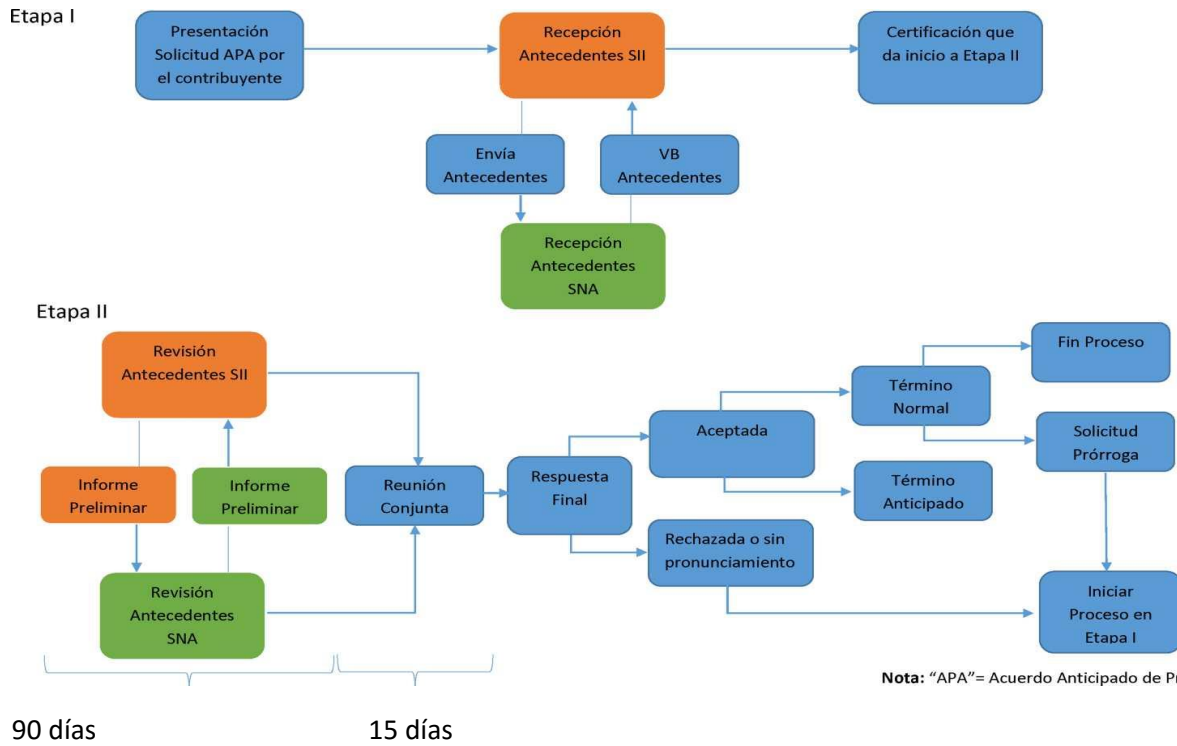 Etapa I
Presentación
Solicitud APA por
el contribuyente
Recepción
Antecedentes SII
Certificación que
da inicio a Etapa II
Envía
Antecedentes
VB
Antecedentes
Recepción
Antecedentes
SNA
Etapa II
Revisión
Antecedentes SII
Informe
Preliminar
Informe
Preliminar
Revisión
Antecedentes
SNA
Reunión
Conjunta
Respuesta
Final
Aceptada
Rechazada o sin
pronunciamiento
Término
Normal
Término
Anticipado
Fin Proceso
Solicitud
Prórroga
Iniciar
Proceso en
Etapa I
Nota: “APA”= Acuerdo Anticipado de Pr
90 días
15 días